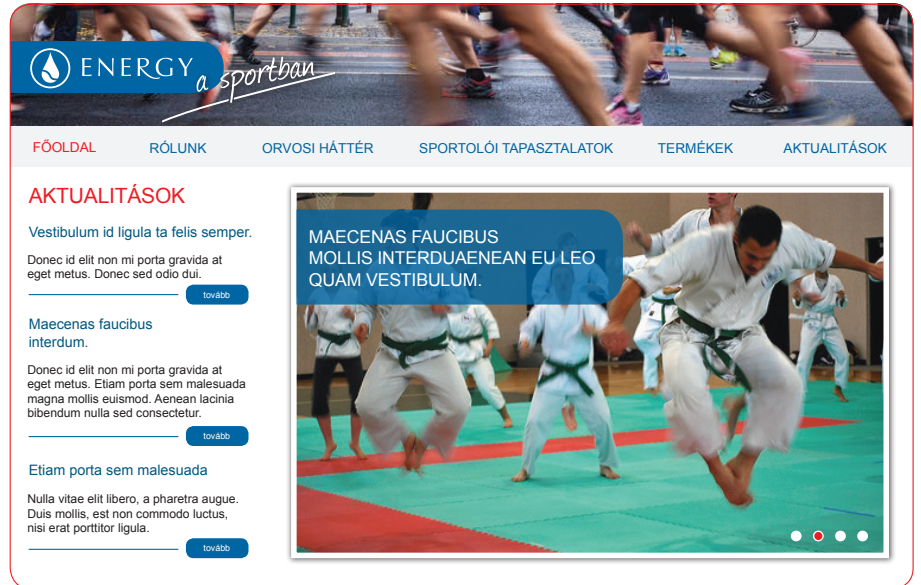 ENERGY
a sportban
FŐOLDAL
RÓLUNK
ORVOSI HÁTTÉR
SPORTOLÓI TAPASZTALATOK
TERMÉKEK
AKTUALITÁSOK
AKTUALITÁSOK
Vestibulum id ligula ta felis semper.
Donec id elit non mi porta gravida at
eget metus. Donec sed odio dui.
tovább
Maecenas faucibus
interdum.
Donec id elit non mi porta gravida at
eget metus. Etiam porta sem malesuada
magna mollis euismod. Aenean lacinia
bibendum nulla sed consectetur.
tovább
Etiam porta sem malesuada
Nulla vitae elit libero, a pharetra augue.
Duis mollis, est non commodo luctus,
nisi erat porttitor ligula.
tovább
MAECENAS FAUCIBUS
MOLLIS INTERDUAENEAN EU LEO
QUAM VESTIBULUM.